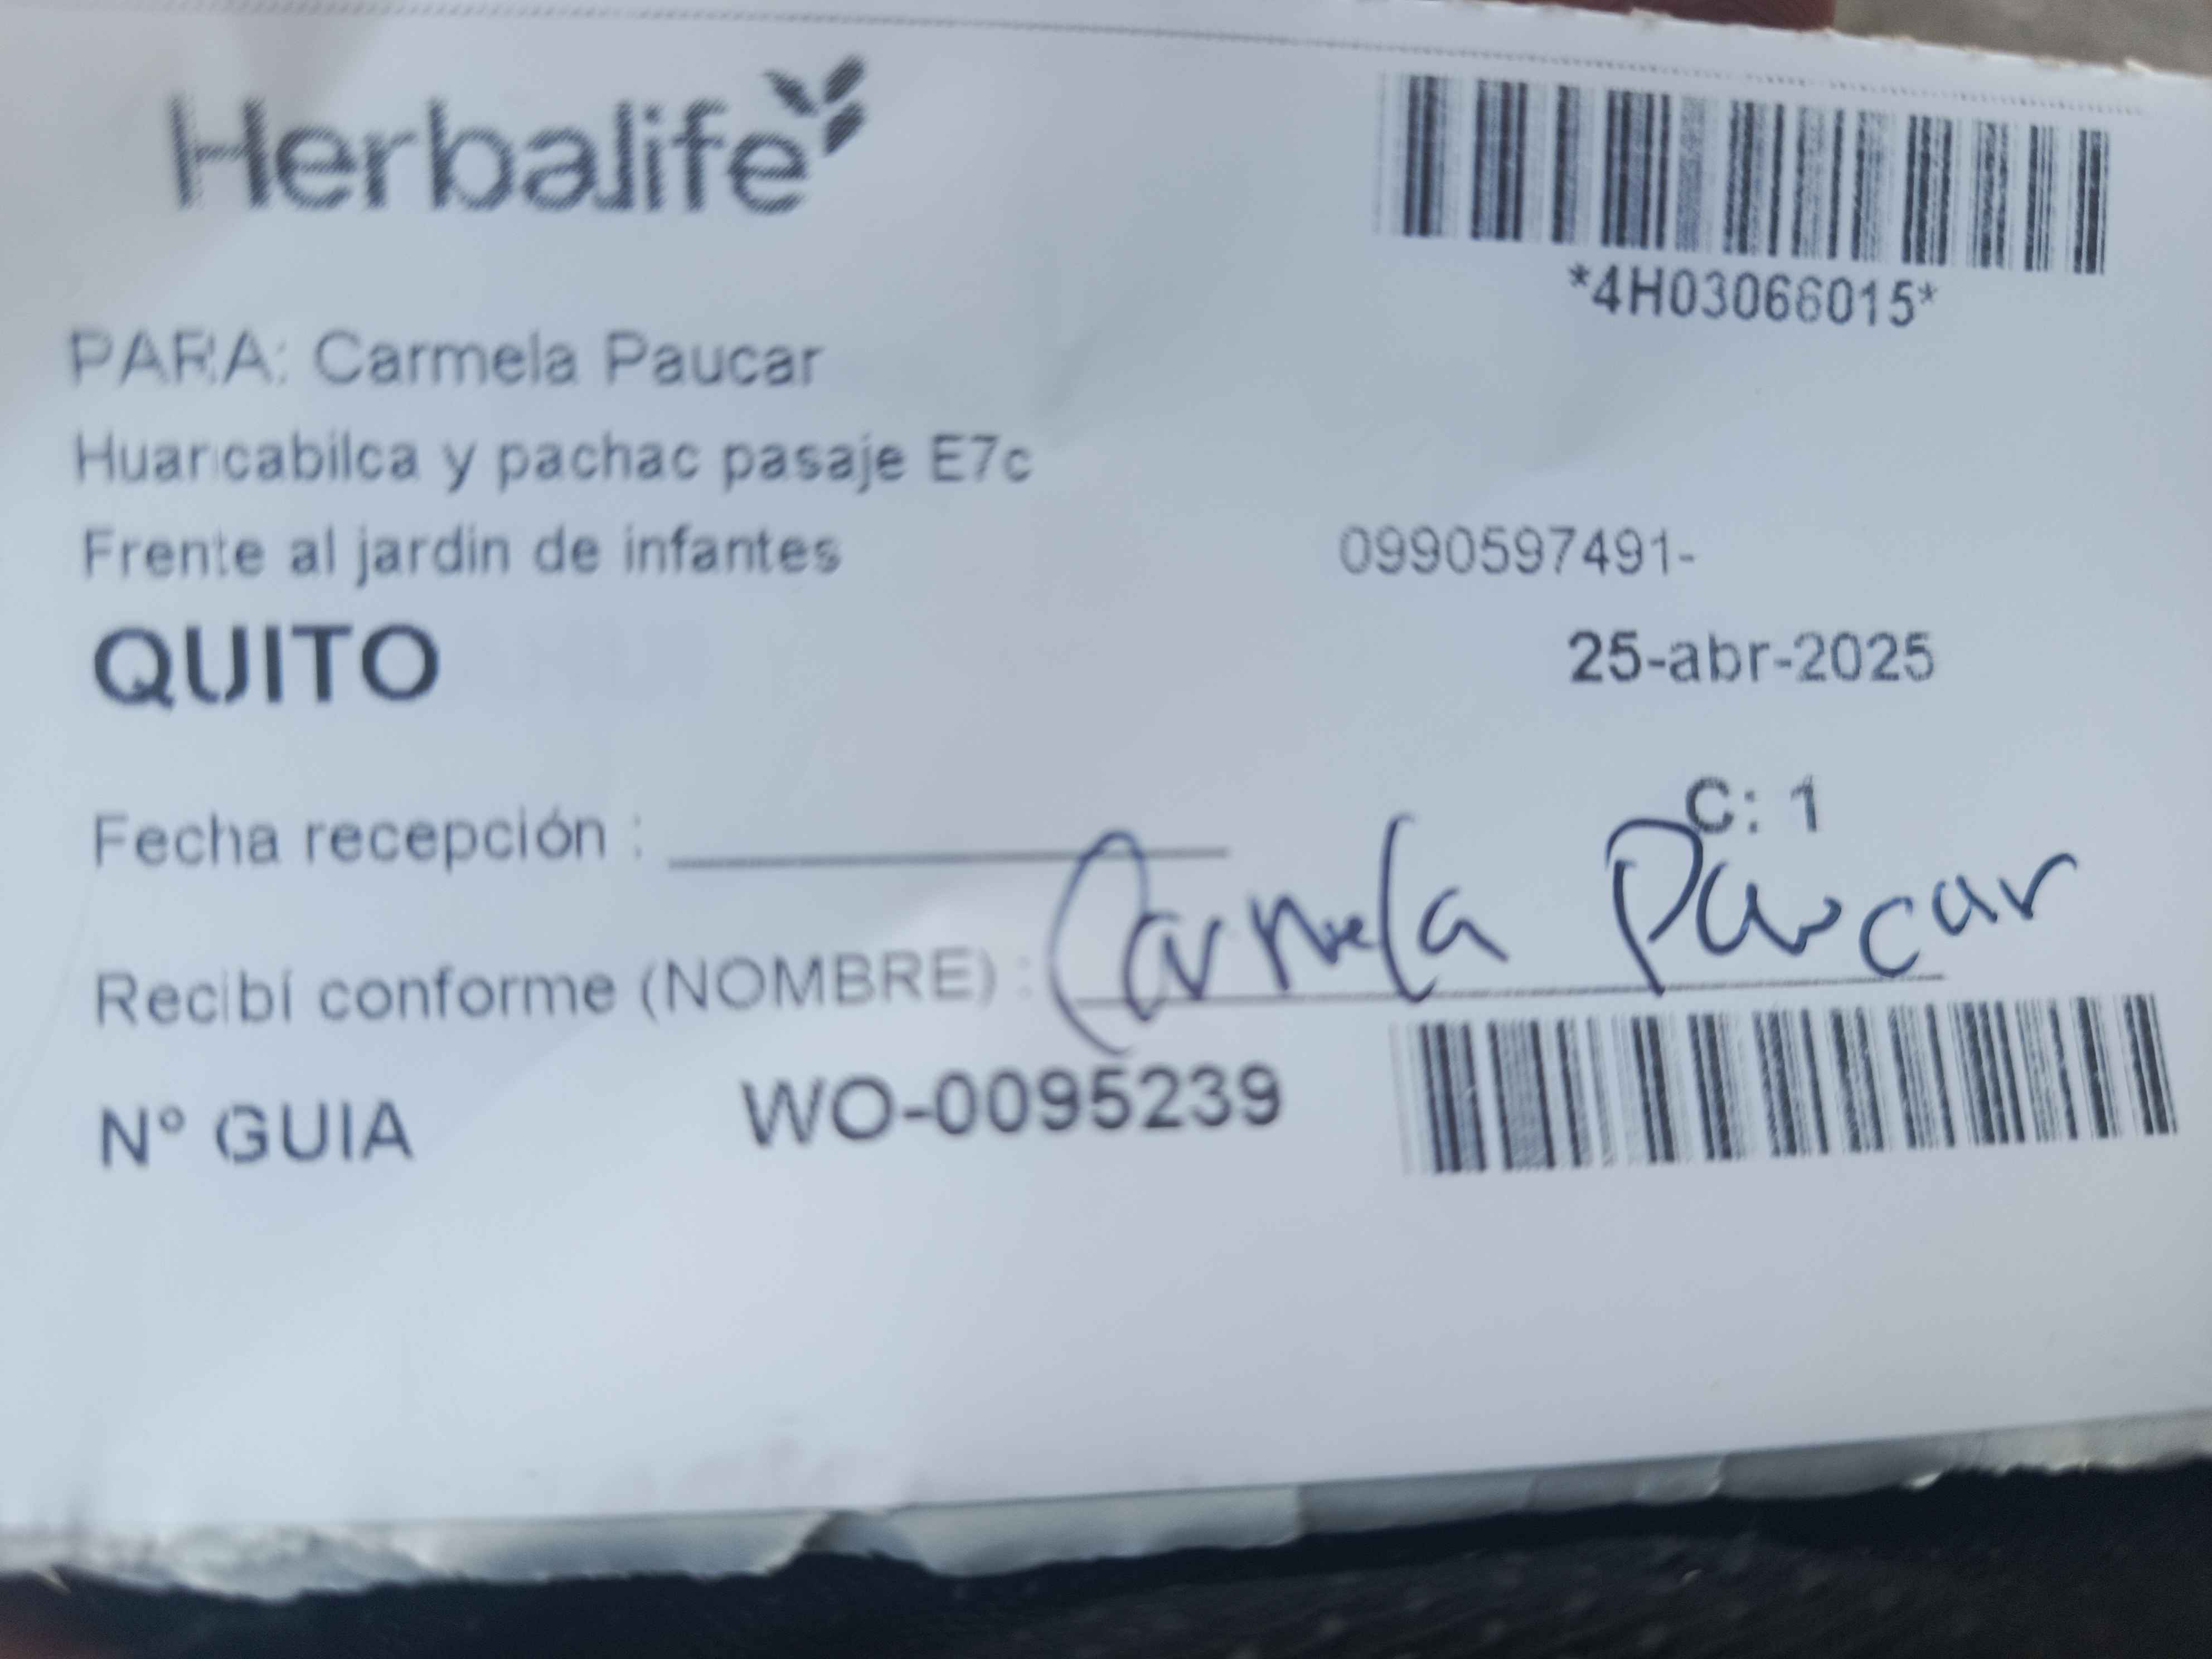 Herbalife
*4H03066015*
PARA: Carmela Paucar
Huancabilca y pachac pasaje E7c
Frente al jardin de infantes
0990597491-
QUITO
25-abr-2025
C: 1
Fecha recepción :
Recibí conforme (NOMBRE) : Carmela Paucar
N° GUIA WO-0095239